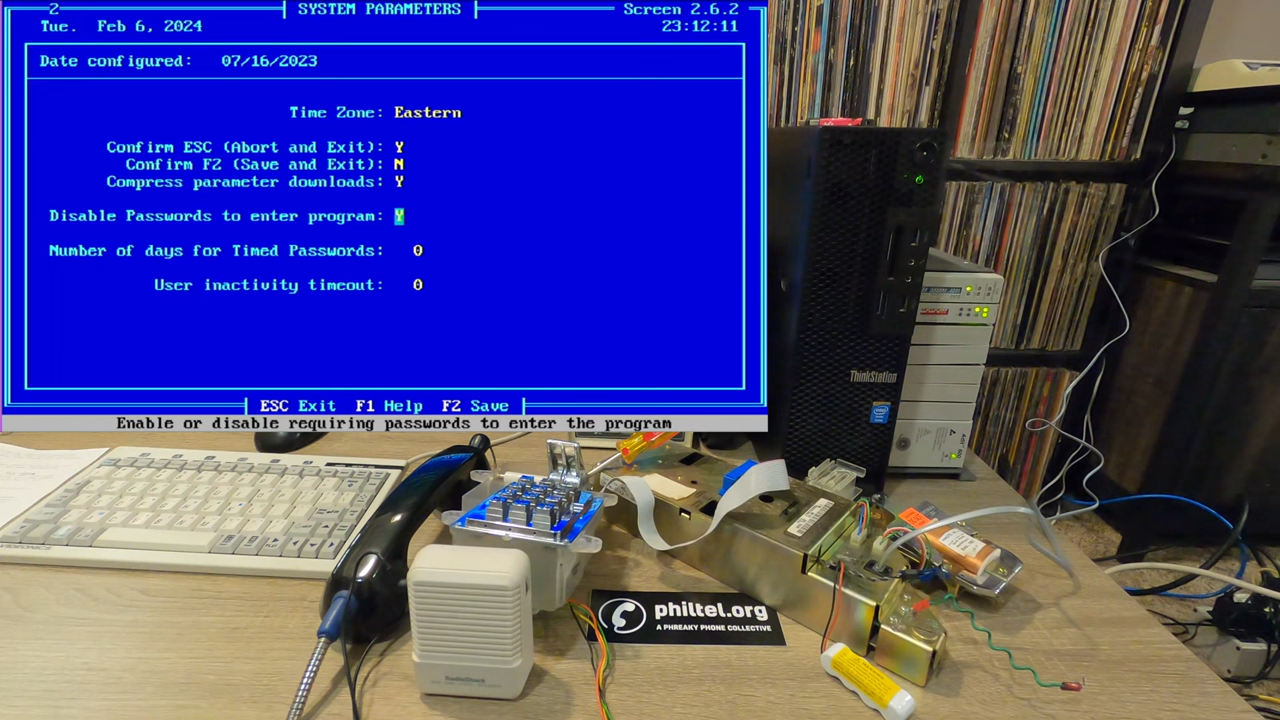 2 SYSTEM PARAMETERS Screen 2.6.2
Tue. Feb 6, 2024 23:12:11
Date configured: 07/16/2023
Time Zone: Eastern
Confirm ESC (Abort and Exit): Y
Confirm F2 (Save and Exit): N
Compress parameter downloads: Y
Disable Passwords to enter program: Y
Number of days for Timed Passwords: 0
User inactivity timeout: 0
ESC Exit F1 Help F2 Save
Enable or disable requiring passwords to enter the program
ThinkStation
intel
VIDEONICS
philtel.org
A PHREAKY PHONE COLLECTIVE
RadioShack